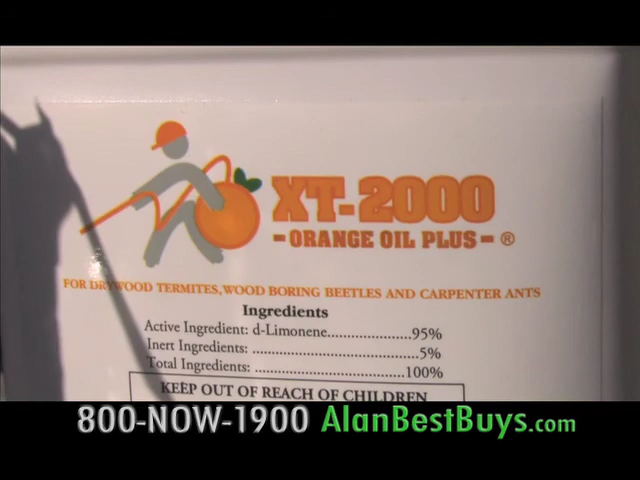 XT-2000
- ORANGE OIL PLUS - ®
FOR DRYWOOD TERMITES, WOOD BORING BEETLES AND CARPENTER ANTS
Ingredients
Active Ingredient: d-Limonene....................95%
Inert Ingredients: ........................................5%
Total Ingredients: .....................................100%
KEEP OUT OF REACH OF CHILDREN
800-NOW-1900 AlanBestBuys.com